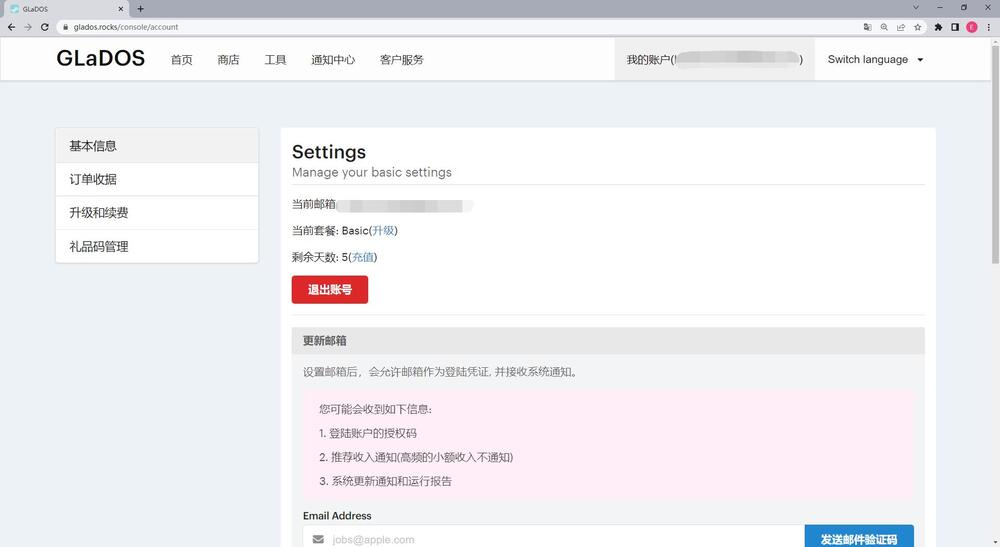 GLaDOS
glados.rocks/console/account
E
GLaDOS 首页 商店 工具 通知中心 客户服务 我的账户( ) Switch language
基本信息
订单收据
升级和续费
礼品码管理
Settings
Manage your basic settings
当前邮箱
当前套餐: Basic(升级)
剩余天数: 5(充值)
退出账号
更新邮箱
设置邮箱后，会允许邮箱作为登陆凭证, 并接收系统通知。
您可能会收到如下信息:
1. 登陆账户的授权码
2. 推荐收入通知(高频的小额收入不通知)
3. 系统更新通知和运行报告
Email Address
jobs@apple.com
发送邮件验证码